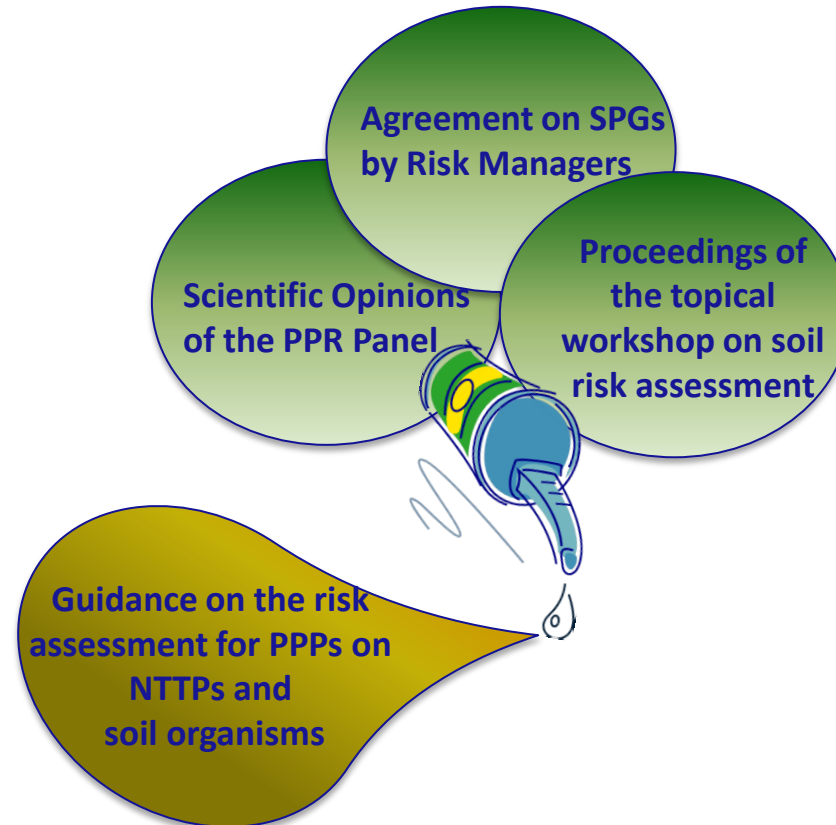 Agreement on SPGs
by Risk Managers
Scientific Opinions
of the PPR Panel
Proceedings of
the topical
workshop on soil
risk assessment
Guidance on the risk
assessment for PPPs on
NTTPs and
soil organisms